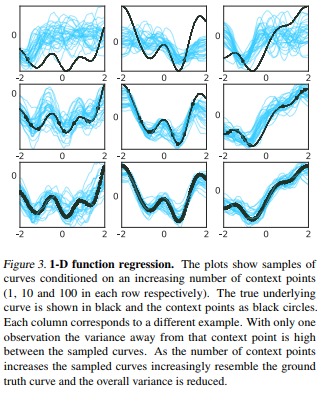 0
-2 0 2 -2 0 2 -2 0 2
0
-2 0 2 -2 0 2 -2 0 2
0 0 0
-2 0 2 -2 0 2 -2 0 2
Figure 3. 1-D function regression. The plots show samples of
curves conditioned on an increasing number of context points
(1, 10 and 100 in each row respectively). The true underlying
curve is shown in black and the context points as black circles.
Each column corresponds to a different example. With only one
observation the variance away from that context point is high
between the sampled curves. As the number of context points
increases the sampled curves increasingly resemble the ground
truth curve and the overall variance is reduced.